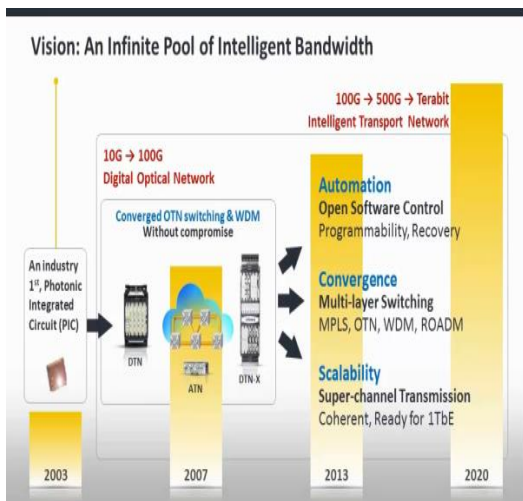 Vision: An Infinite Pool of Intelligent Bandwidth
100G → 500G → Terabit
Intelligent Transport Network
10G → 100G
Digital Optical Network
Converged OTN switching & WDM
Without compromise
An industry
1st, Photonic
Integrated
Circuit (PIC)
DTN
ATN
DTN-X
Automation
Open Software Control
Programmability, Recovery
Convergence
Multi-layer Switching
MPLS, OTN, WDM, ROADM
Scalability
Super-channel Transmission
Coherent, Ready for 1TbE
2003
2007
2013
2020